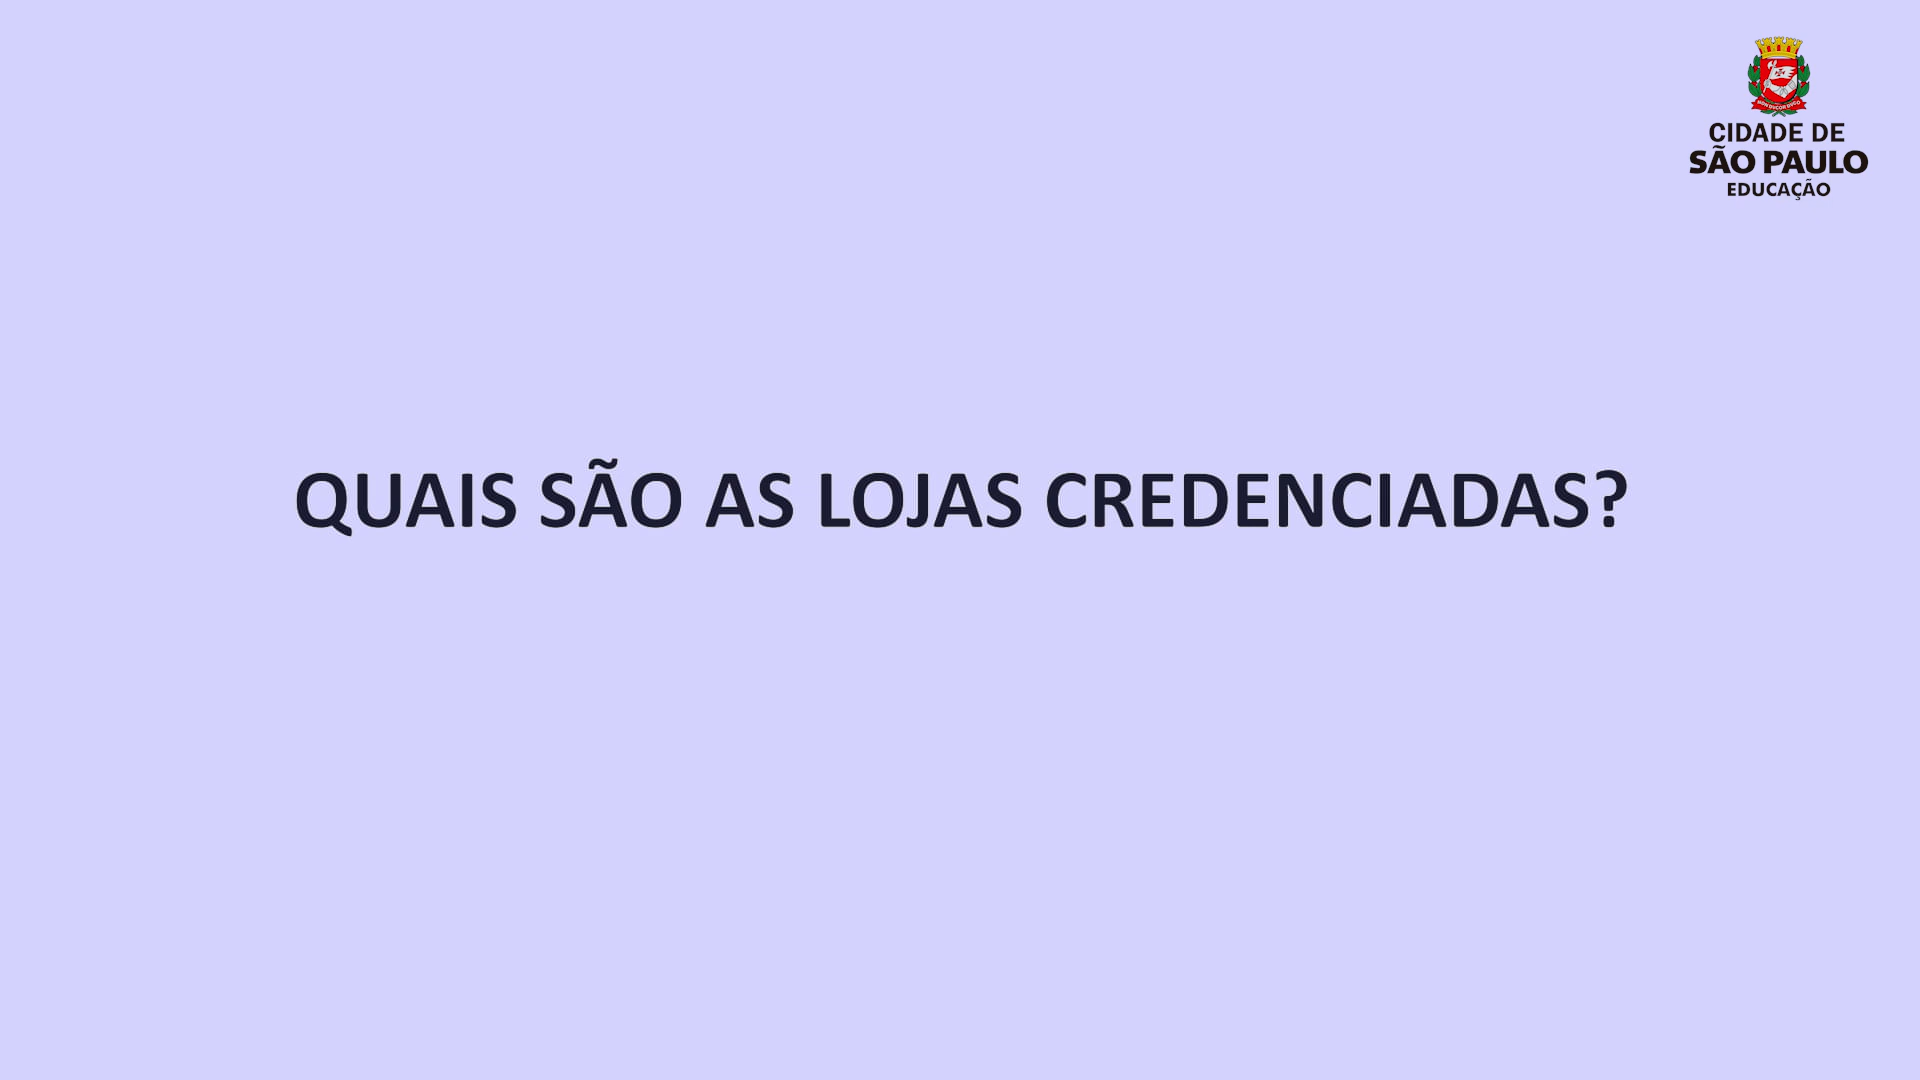 CIDADE DE
SÃO PAULO
EDUCAÇÃO
QUAIS SÃO AS LOJAS CREDENCIADAS?